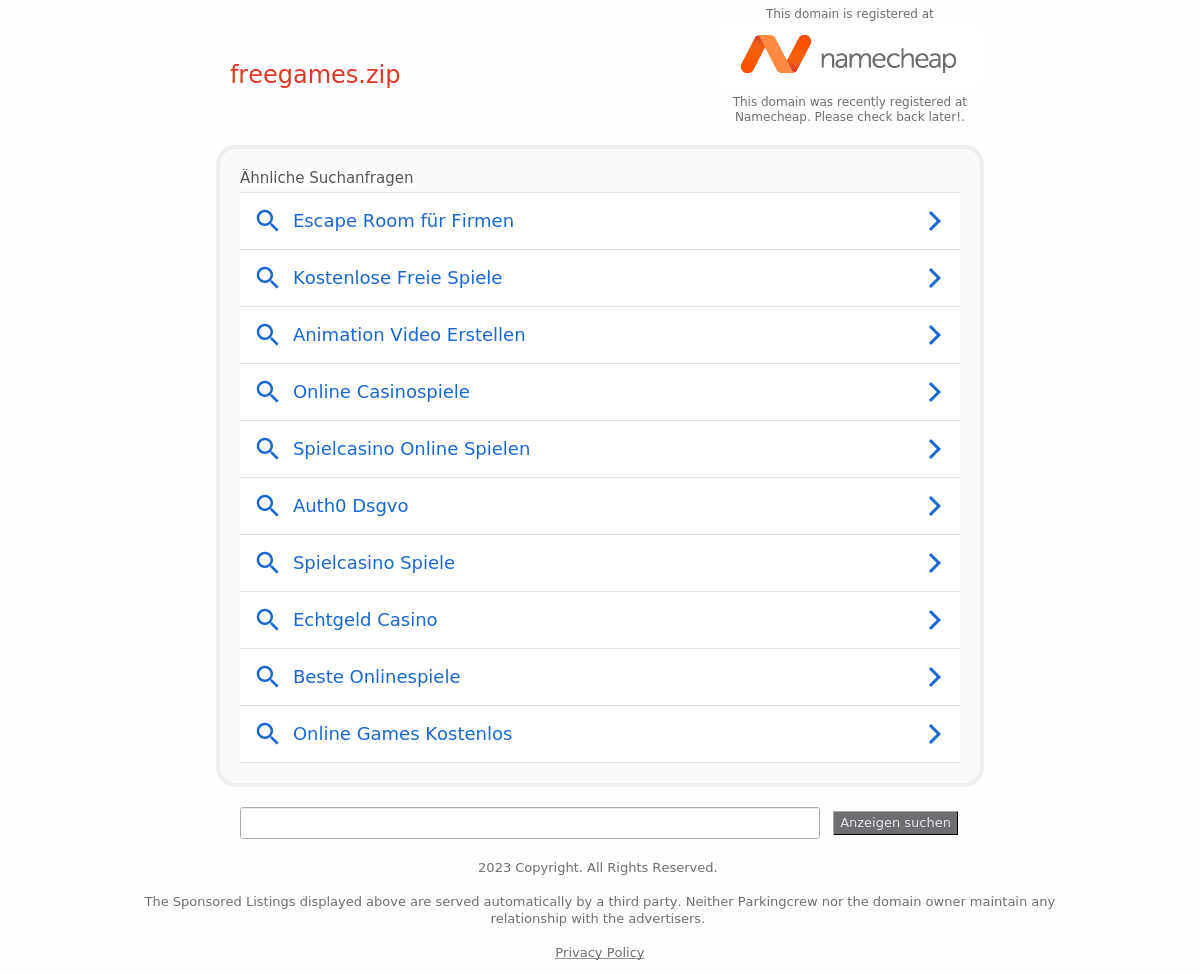 This domain is registered at
namecheap
freegames.zip
This domain was recently registered at
Namecheap. Please check back later!.
Ähnliche Suchanfragen
Escape Room für Firmen
Kostenlose Freie Spiele
Animation Video Erstellen
Online Casinospiele
Spielcasino Online Spielen
Auth0 Dsgvo
Spielcasino Spiele
Echtgeld Casino
Beste Onlinespiele
Online Games Kostenlos
Anzeigen suchen
2023 Copyright. All Rights Reserved.
The Sponsored Listings displayed above are served automatically by a third party. Neither Parkingcrew nor the domain owner maintain any
relationship with the advertisers.
Privacy Policy